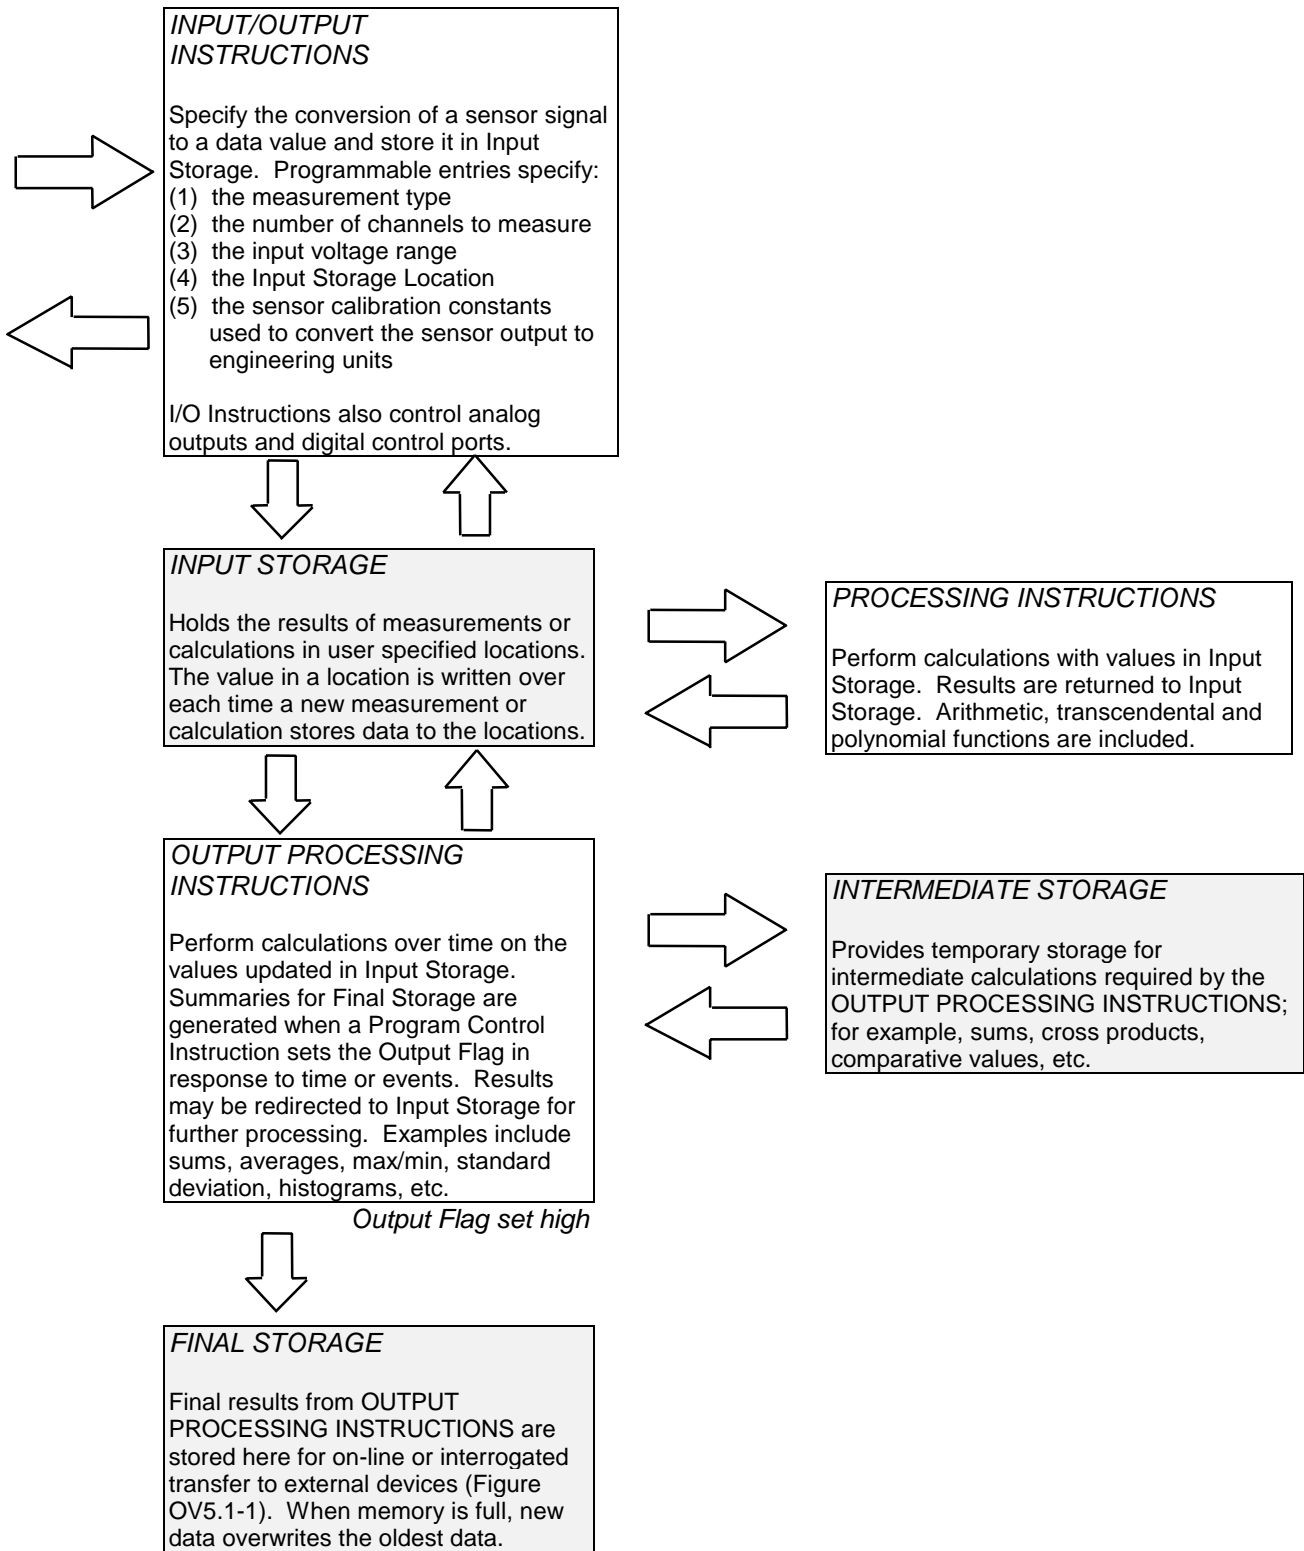 INPUT/OUTPUT
INSTRUCTIONS
Specify the conversion of a sensor signal
to a data value and store it in Input
Storage.  Programmable entries specify:
(1)  the measurement type
(2)  the number of channels to measure
(3)  the input voltage range
(4)  the Input Storage Location
(5)  the sensor calibration constants
used to convert the sensor output to
engineering units
I/O Instructions also control analog
outputs and digital control ports.
INPUT STORAGE
Holds the results of measurements or
calculations in user specified locations.
The value in a location is written over
each time a new measurement or
calculation stores data to the locations.
PROCESSING INSTRUCTIONS
Perform calculations with values in Input
Storage.  Results are returned to Input
Storage.  Arithmetic, transcendental and
polynomial functions are included.
OUTPUT PROCESSING
INSTRUCTIONS
Perform calculations over time on the
values updated in Input Storage.
Summaries for Final Storage are
generated when a Program Control
Instruction sets the Output Flag in
response to time or events.  Results
may be redirected to Input Storage for
further processing.  Examples include
sums, averages, max/min, standard
deviation, histograms, etc.
INTERMEDIATE STORAGE
Provides temporary storage for
intermediate calculations required by the
OUTPUT PROCESSING INSTRUCTIONS;
for example, sums, cross products,
comparative values, etc.
Output Flag set high
FINAL STORAGE
Final results from OUTPUT
PROCESSING INSTRUCTIONS are
stored here for on-line or interrogated
transfer to external devices (Figure
OV5.1-1).  When memory is full, new
data overwrites the oldest data.